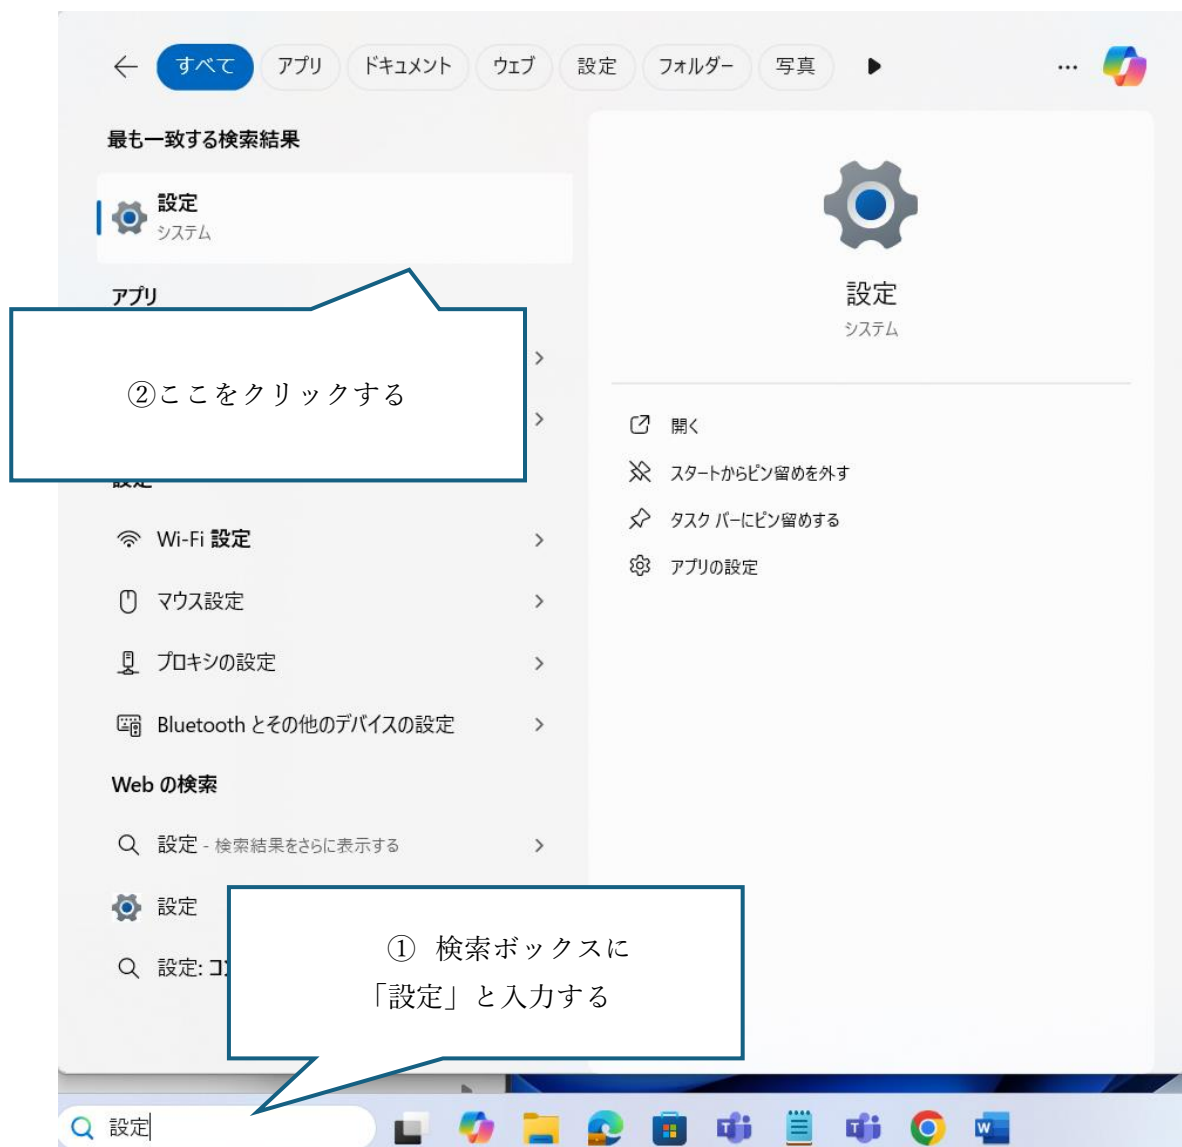 すべて アプリ ドキュメント ウェブ 設定 フォルダー 写真
最も一致する検索結果
設定
システム
アプリ
②ここをクリックする
Wi-Fi 設定
マウス設定
プロキシの設定
Bluetooth とその他のデバイスの設定
Web の検索
設定 - 検索結果をさらに表示する
設定
設定:
① 検索ボックスに
「設定」と入力する
設定
システム
開く
スタートからピン留めを外す
タスク バーにピン留めする
アプリの設定
設定